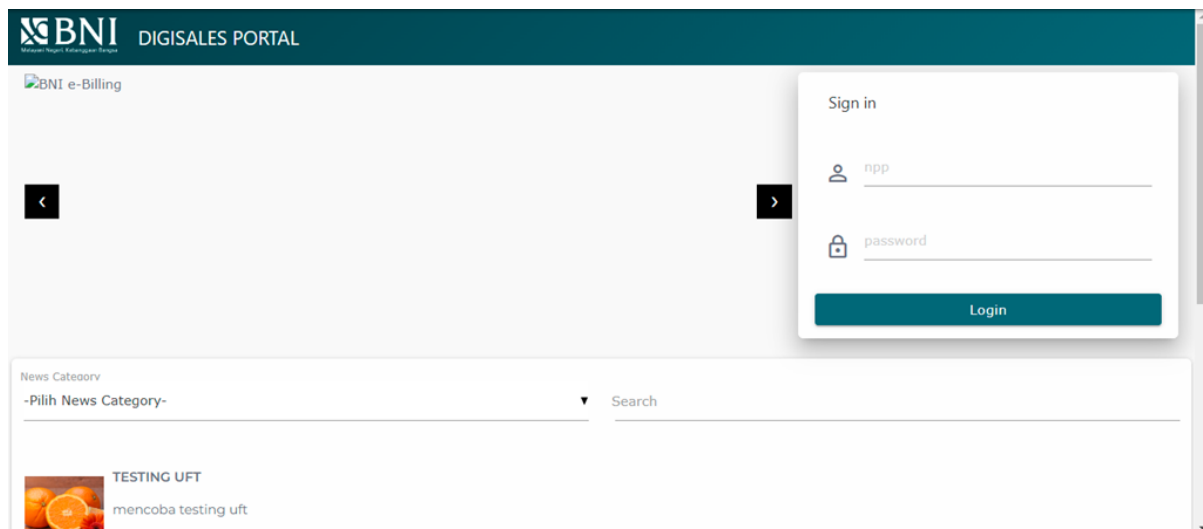 BNI
Melayani Negeri, Kebanggaan Bangsa
DIGISALES PORTAL
BNI e-Billing
Sign in
npp
password
Login
News Category
-Pilih News Category-
Search
TESTING UFT
mencoba testing uft